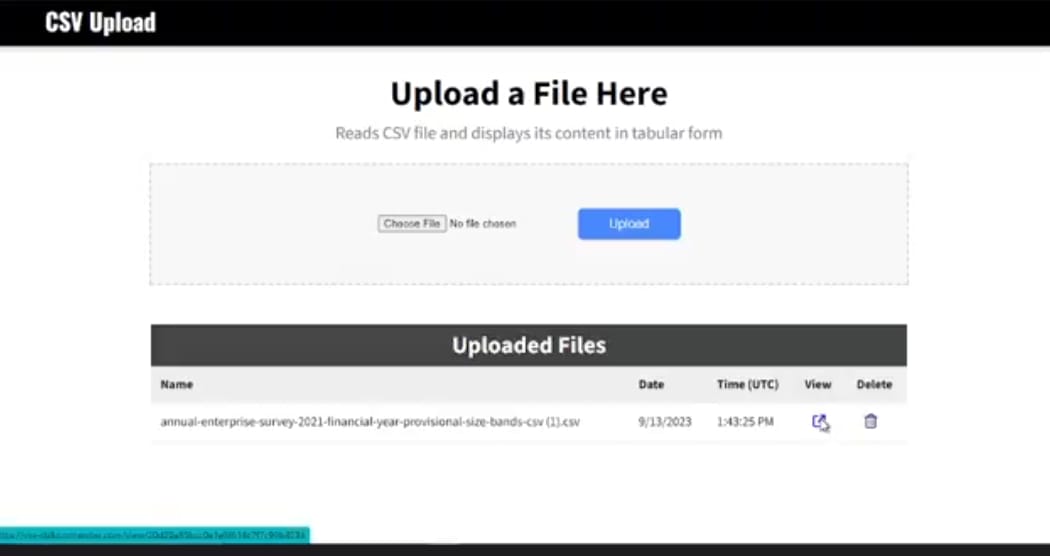 CSV Upload
Upload a File Here
Reads CSV file and displays its content in tabular form
Choose File No file chosen Upload
Uploaded Files
Name Date Time (UTC) View Delete
annual-enterprise-survey-2021-financial-year-provisional-size-bands-csv (1).csv 9/13/2023 1:43:25 PM